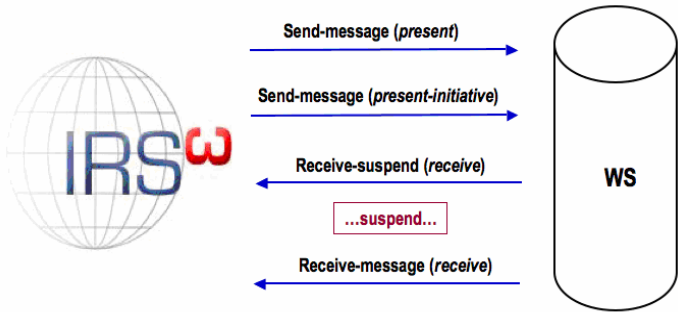 Send-message (present)
Send-message (present-initiative)
IRS3
Receive-suspend (receive)
WS
...suspend...
Receive-message (receive)